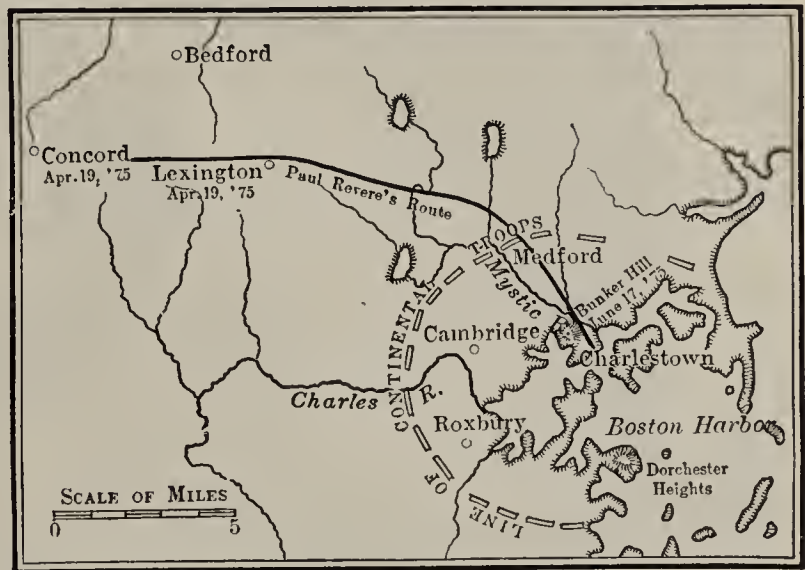 Bedford
Concord
Apr. 19, '75
Lexington
Apr. 19, '75
Paul Revere's Route
LINE OF CONTINENTAL TROOPS
Medford
Mystic R.
Bunker Hill
June 17, '75
Cambridge
Charlestown
Charles R.
Roxbury
Boston Harbor
Dorchester
Heights
SCALE OF MILES
0 5